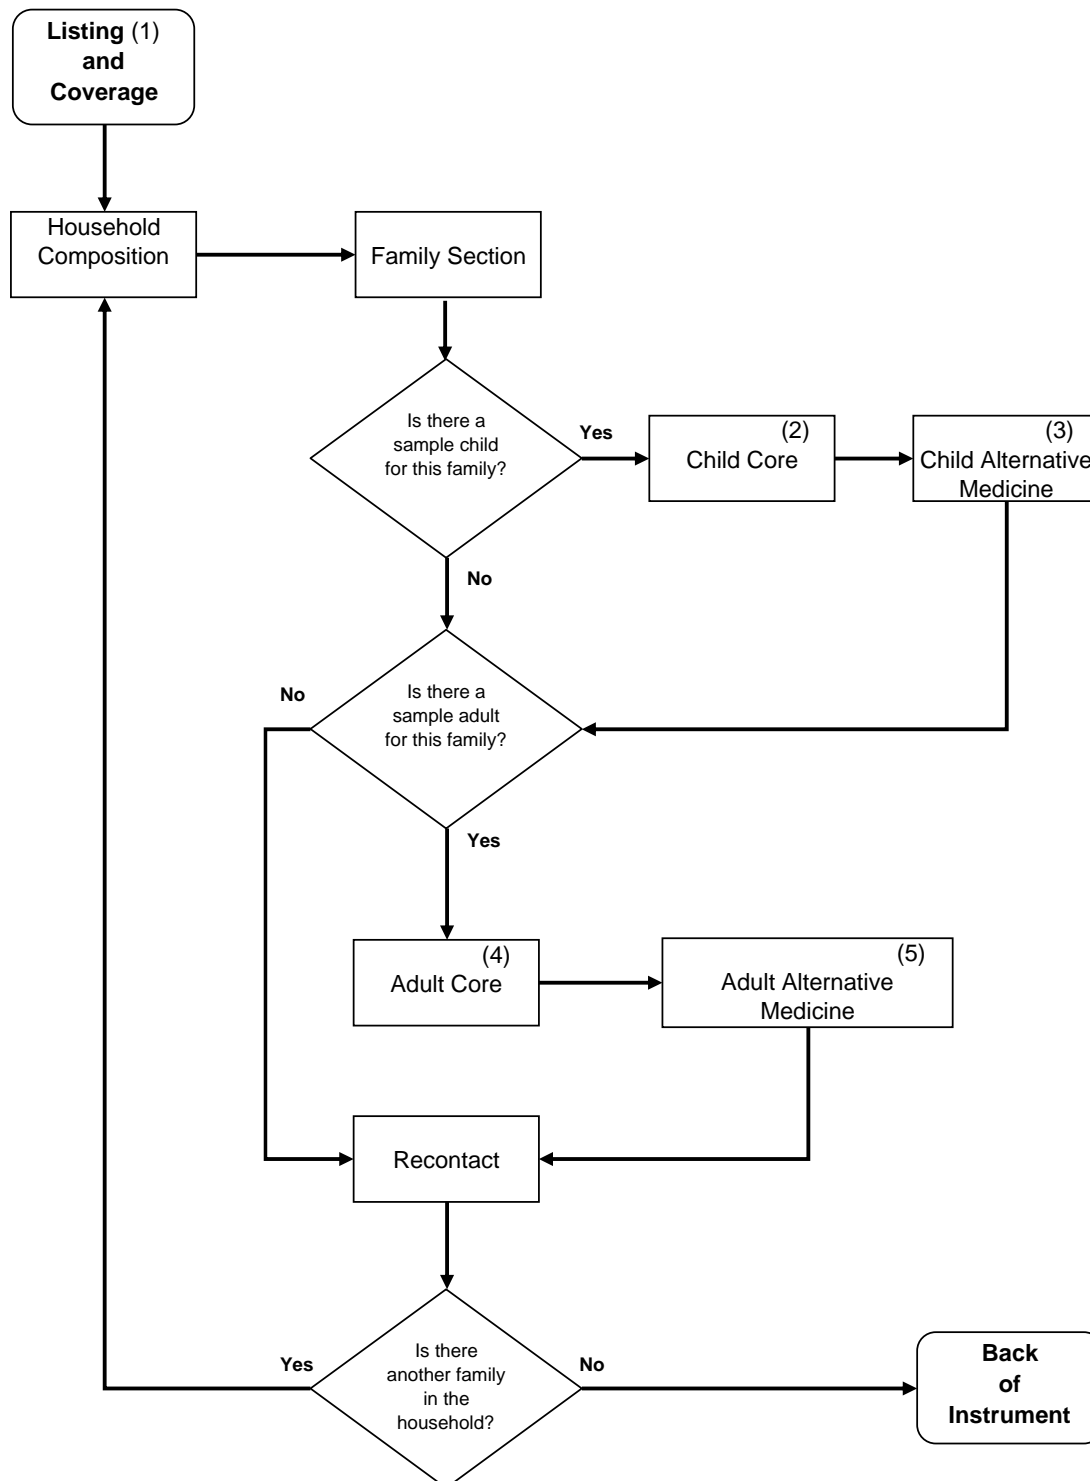 Listing (1)
and
Coverage
Household
Composition
Family Section
Is there a
sample child
for this family?
Yes
(2)
Child Core
(3)
Child Alternative
Medicine
No
No
Is there a
sample adult
for this family?
Yes
(4)
Adult Core
(5)
Adult Alternative
Medicine
Recontact
Yes
Is there
another family
in the
household?
No
Back
of
Instrument